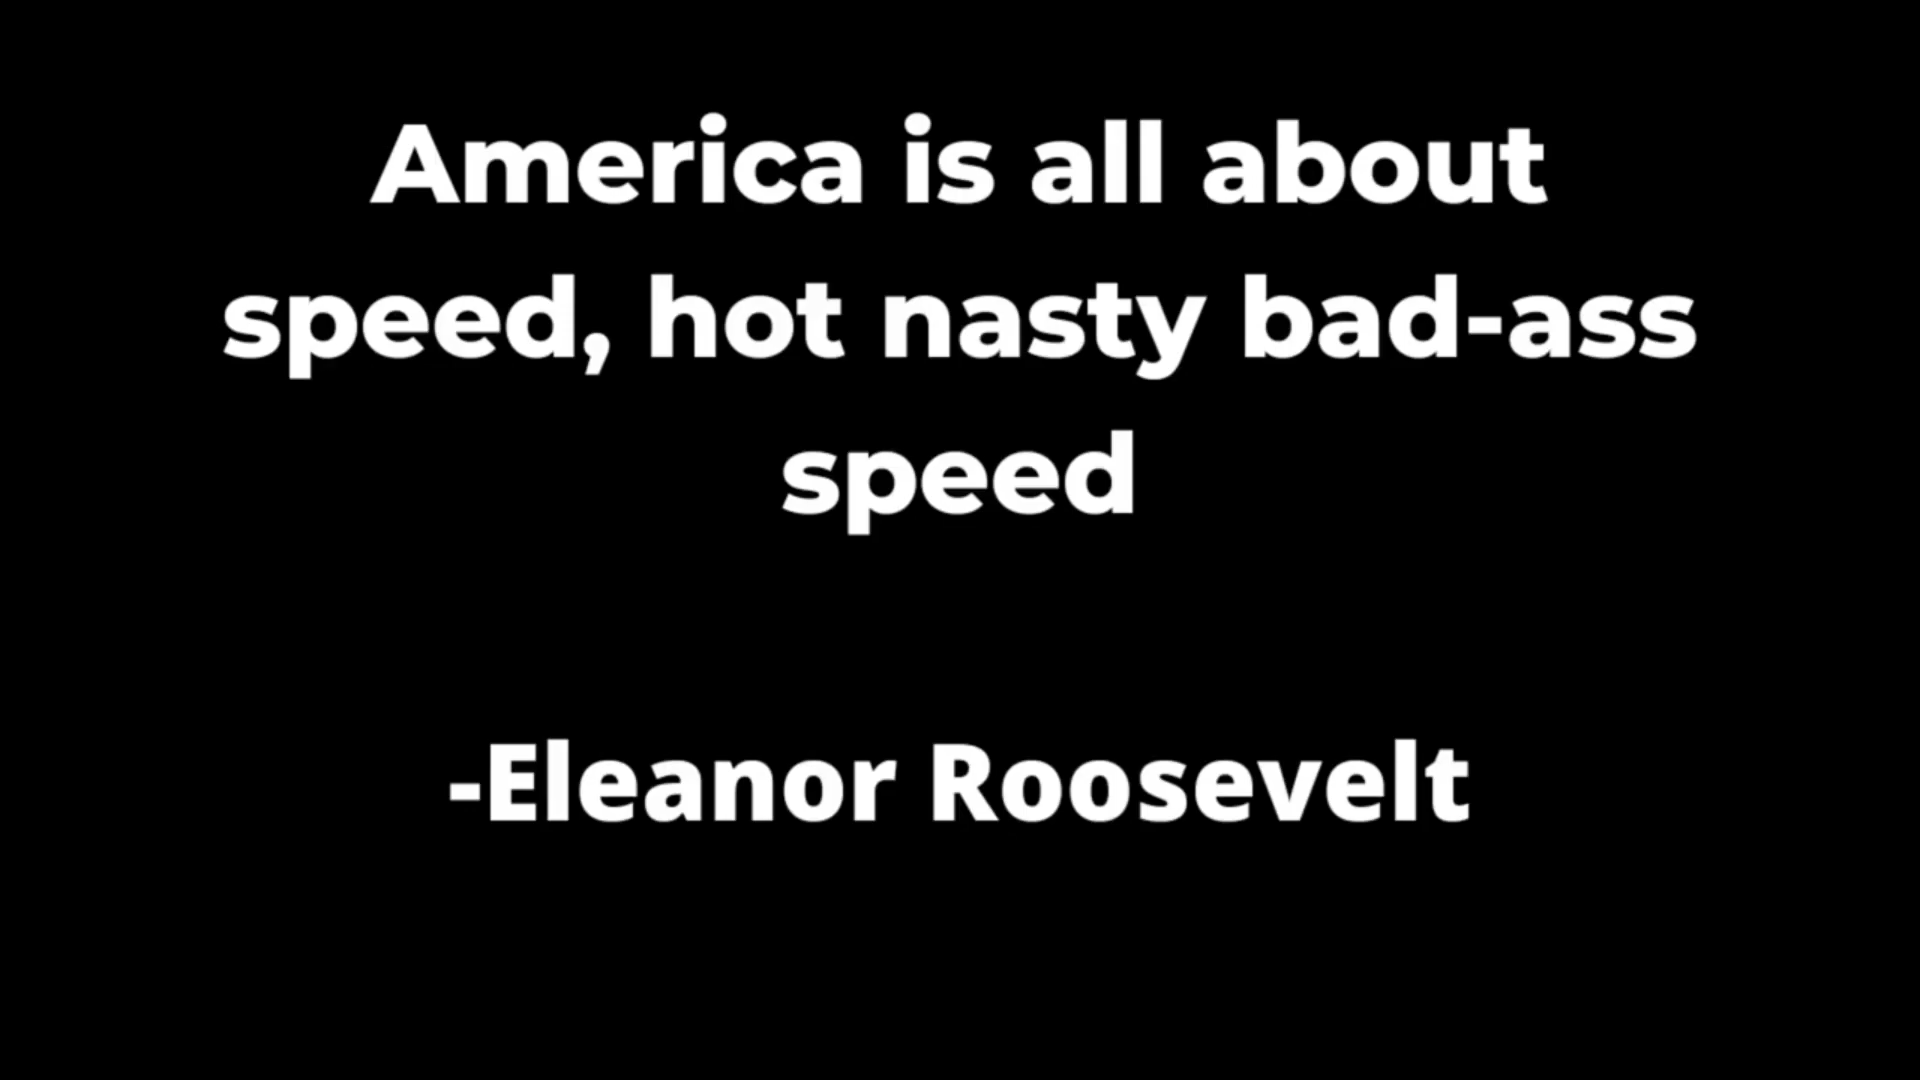 America is all about
speed, hot nasty bad-ass
speed
-Eleanor Roosevelt